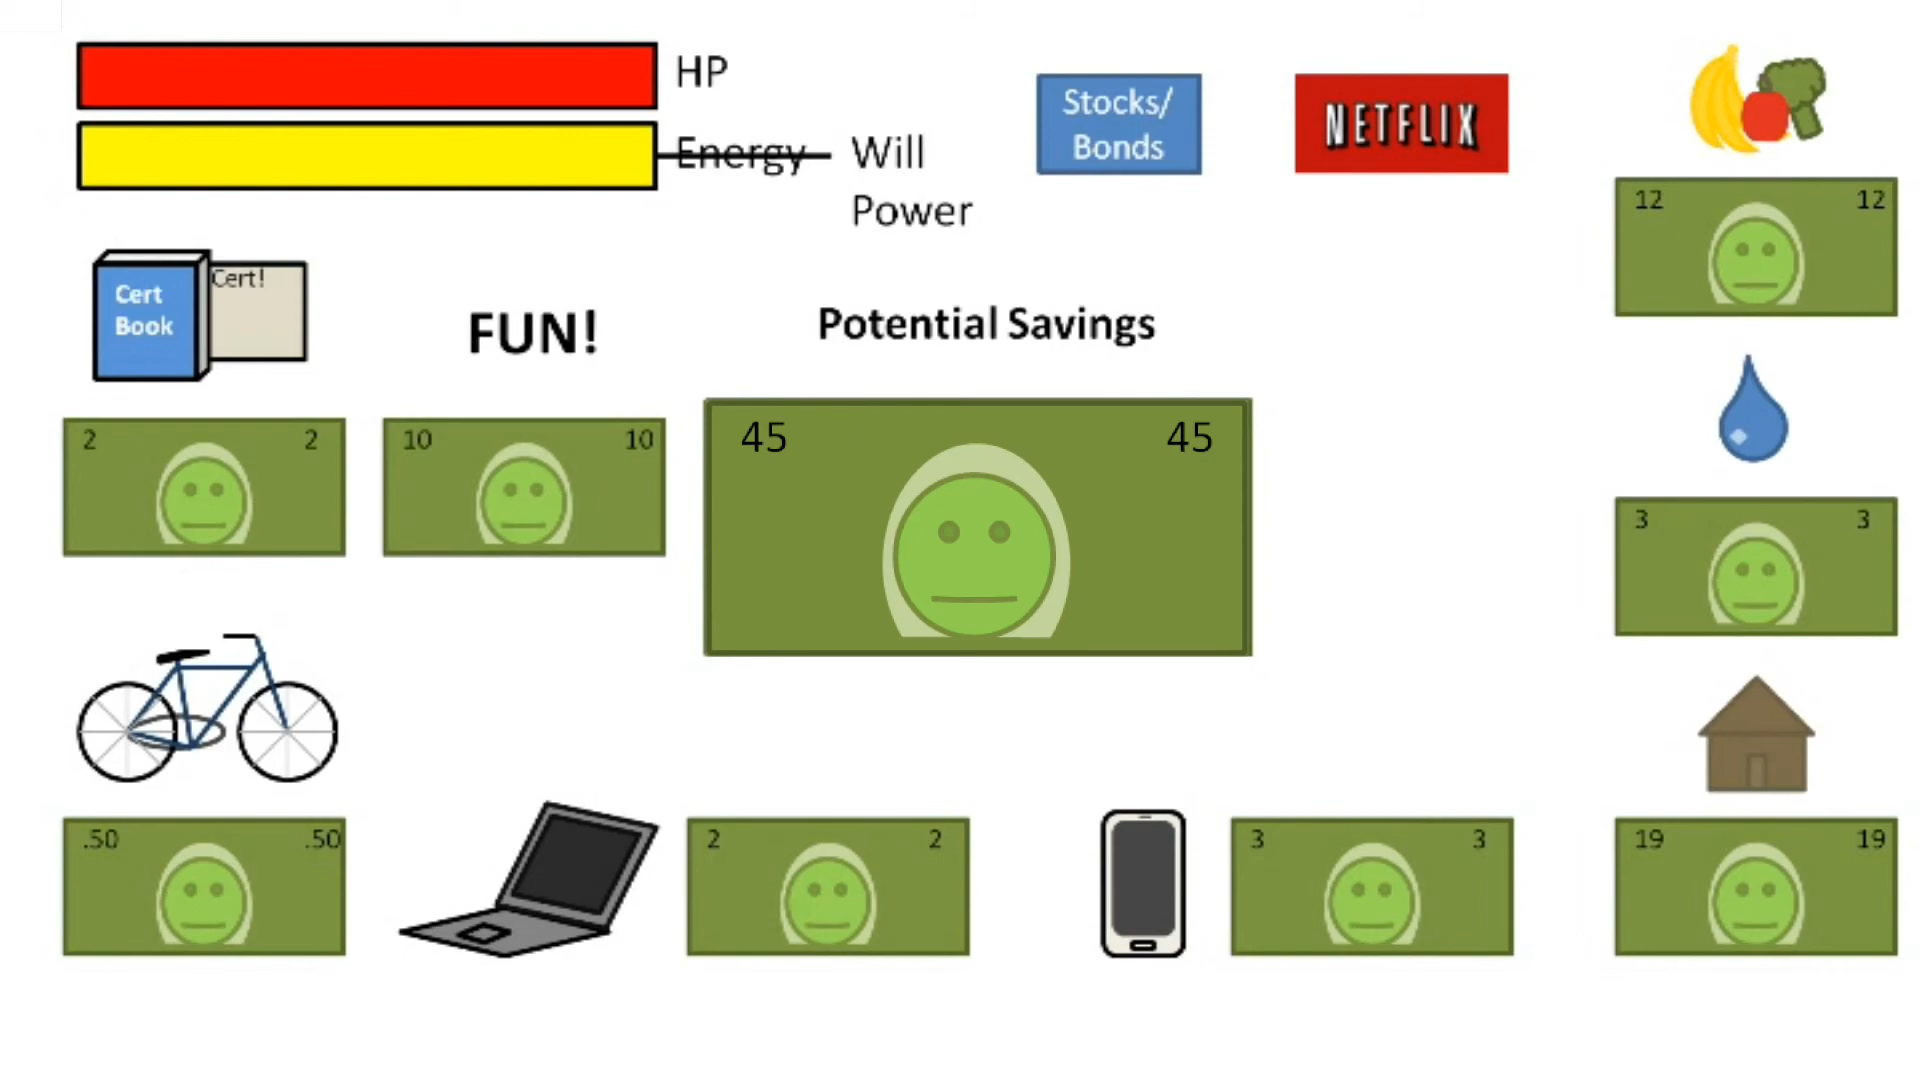 HP
Energy Will
Power
Stocks/
Bonds
NETFLIX
12 12
Cert
Book
Cert!
FUN!
Potential Savings
2 2
10 10
45 45
3 3
.50 .50
2 2
3 3
19 19